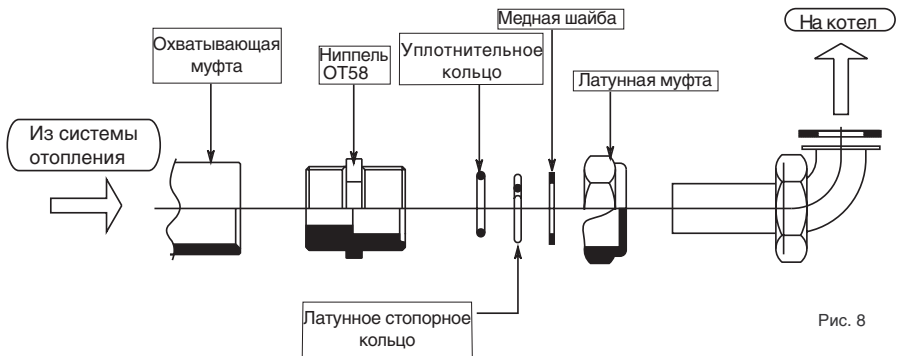 Медная шайба
На котел
Охватывающая
муфта
Ниппель
ОТ58
Уплотнительное
кольцо
Латунная муфта
Из системы
отопления
Латунное стопорное
кольцо
Рис. 8